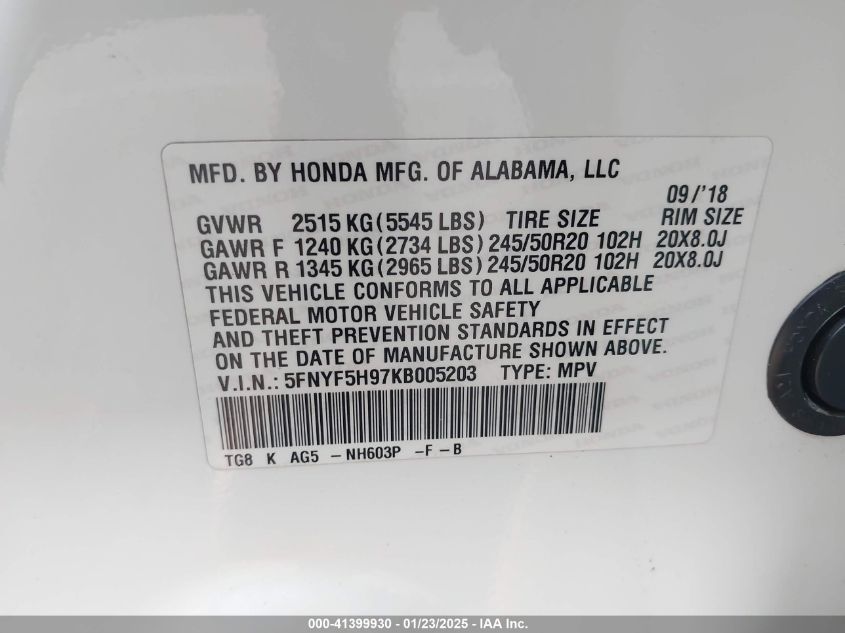 MFD. BY HONDA MFG. OF ALABAMA, LLC
09/'18
GVWR 2515 KG(5545 LBS) TIRE SIZE RIM SIZE
GAWR F 1240 KG(2734 LBS) 245/50R20 102H 20X8.0J
GAWR R 1345 KG(2965 LBS) 245/50R20 102H 20X8.0J
THIS VEHICLE CONFORMS TO ALL APPLICABLE
FEDERAL MOTOR VEHICLE SAFETY
AND THEFT PREVENTION STANDARDS IN EFFECT
ON THE DATE OF MANUFACTURE SHOWN ABOVE.
V.I.N.: 5FNYF5H97KB005203 TYPE: MPV
TG8 K AG5 -NH603P -F-B
000-41399930 - 01/23/2025 - IAA Inc.